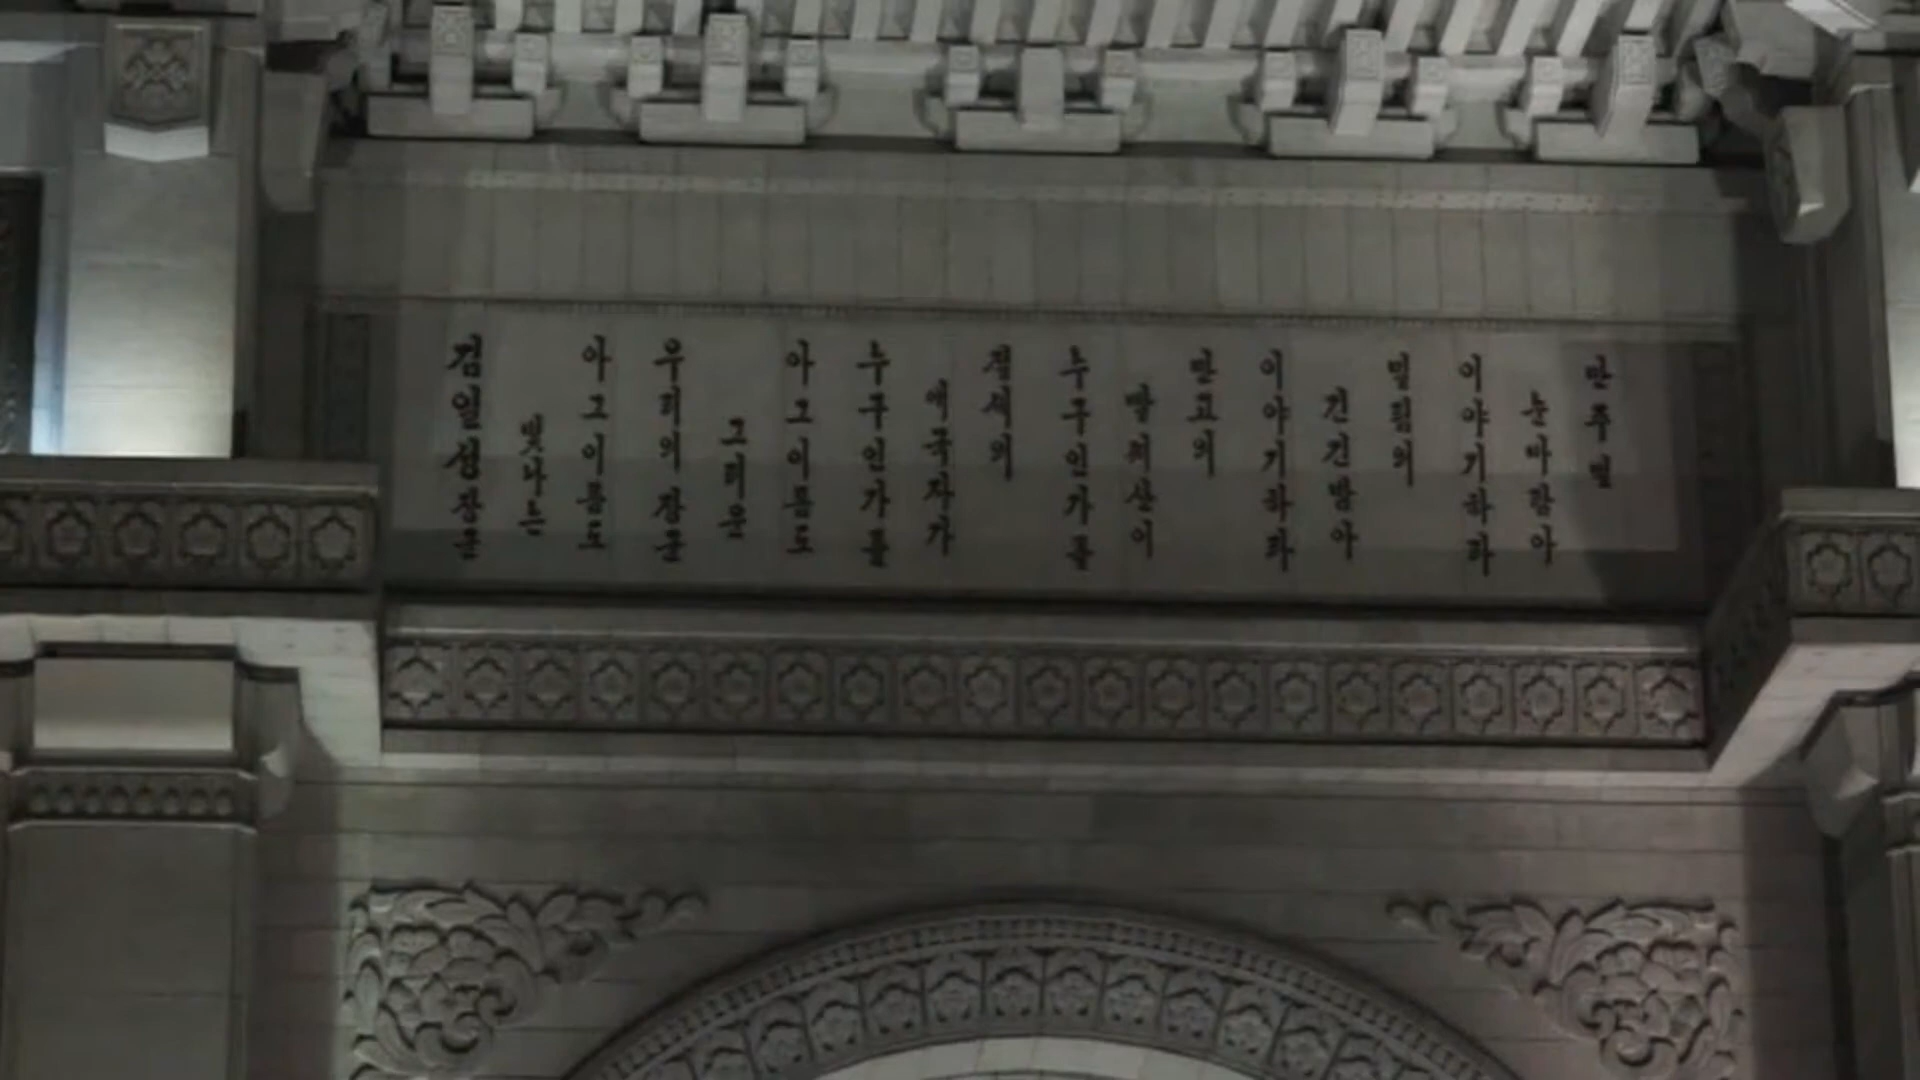 만주벌
눈바람아
이야기하라
밀림의
긴긴밤아
이야기하라
만고의
빨찌산이
누구인가를
절세의
애국자가
누구인가를
아그이름도
그리운
우리의 장군
아그이름도
빛나는
김일성장군